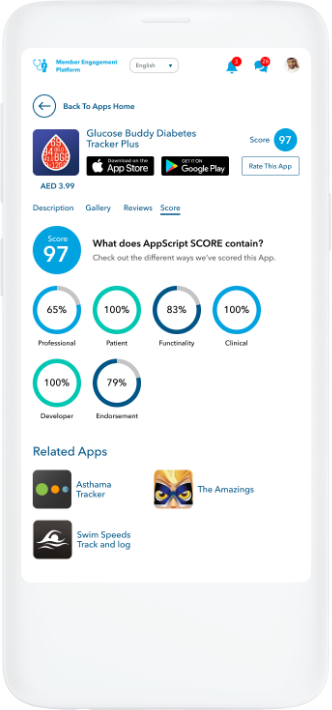 Member Engagement
Platform
English
3
26
Back To Apps Home
Glucose Buddy Diabetes
Tracker Plus
Score 97
Download on the
App Store
GET IT ON
Google Play
Rate This App
AED 3.99
Description Gallery Reviews Score
Score
97
What does AppScript SCORE contain?
Check out the different ways we've scored this App.
65% 100% 83% 100%
Professional Patient Functinality Clinical
100% 79%
Developer Endorsement
Related Apps
Asthama
Tracker
The Amazings
Swim Speeds
Track and log